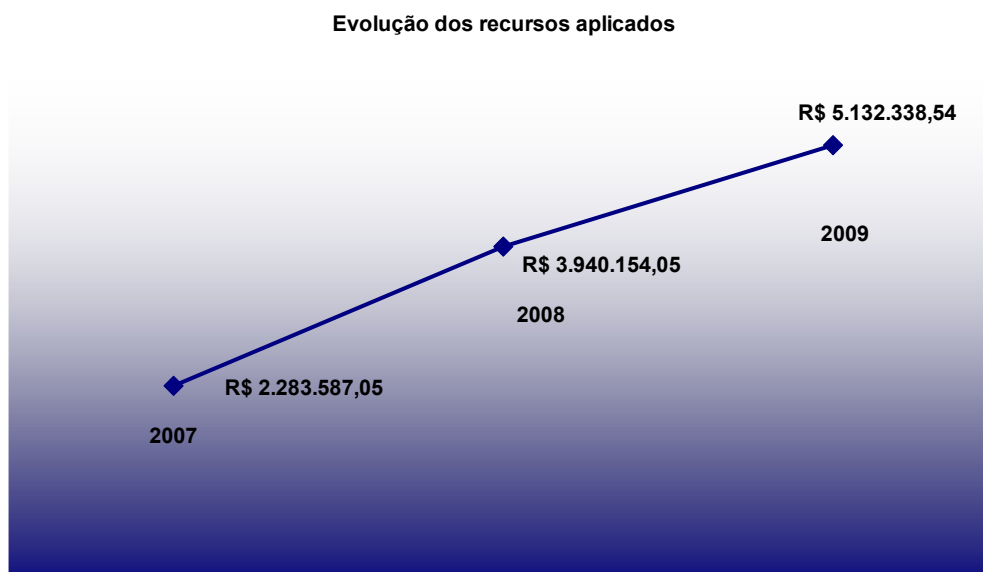 Evolução dos recursos aplicados
R$ 5.132.338,54
2009
R$ 3.940.154,05
2008
R$ 2.283.587,05
2007